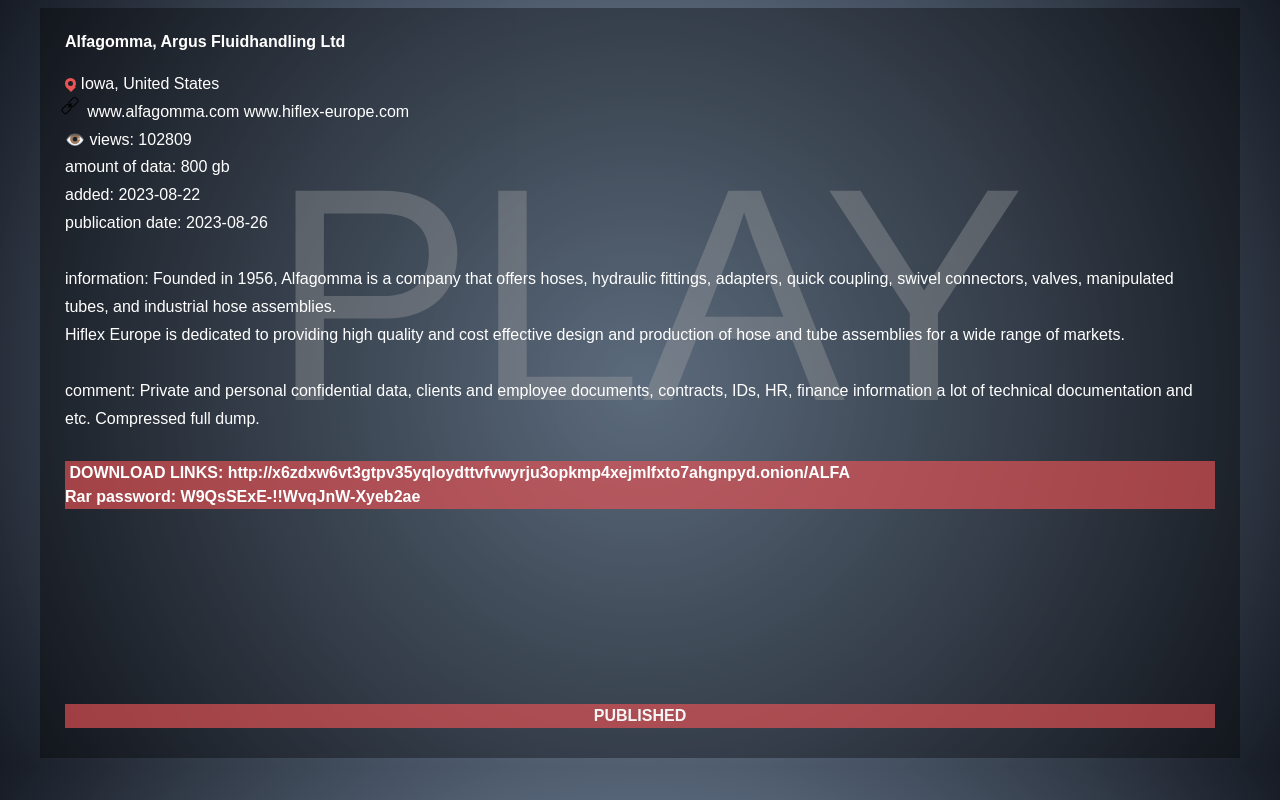 Alfagomma, Argus Fluidhandling Ltd
Iowa, United States
www.alfagomma.com www.hiflex-europe.com
views: 102809
amount of data: 800 gb
added: 2023-08-22
publication date: 2023-08-26
PLAY
information: Founded in 1956, Alfagomma is a company that offers hoses, hydraulic fittings, adapters, quick coupling, swivel connectors, valves, manipulated
tubes, and industrial hose assemblies.
Hiflex Europe is dedicated to providing high quality and cost effective design and production of hose and tube assemblies for a wide range of markets.
comment: Private and personal confidential data, clients and employee documents, contracts, IDs, HR, finance information a lot of technical documentation and
etc. Compressed full dump.
DOWNLOAD LINKS: http://x6zdxw6vt3gtpv35yqloydttvfvwyrju3opkmp4xejmlfxto7ahgnpyd.onion/ALFA
Rar password: W9QsSExE-!!WvqJnW-Xyeb2ae
PUBLISHED